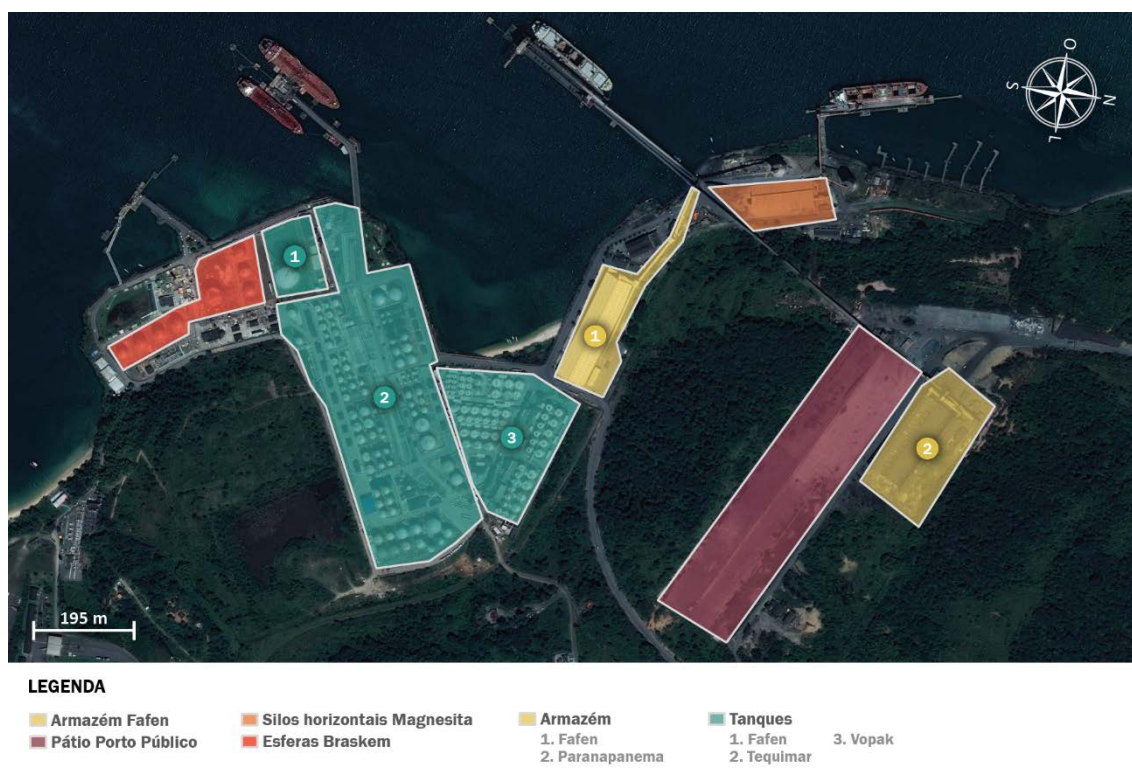 O
S
N
L
1
1
2
3
2
195 m
LEGENDA
Armazém Fafen
Pátio Porto Público
Silos horizontais Magnesita
Esferas Braskem
Armazém
1. Fafen
2. Paranapanema
Tanques
1. Fafen
2. Tequimar
3. Vopak